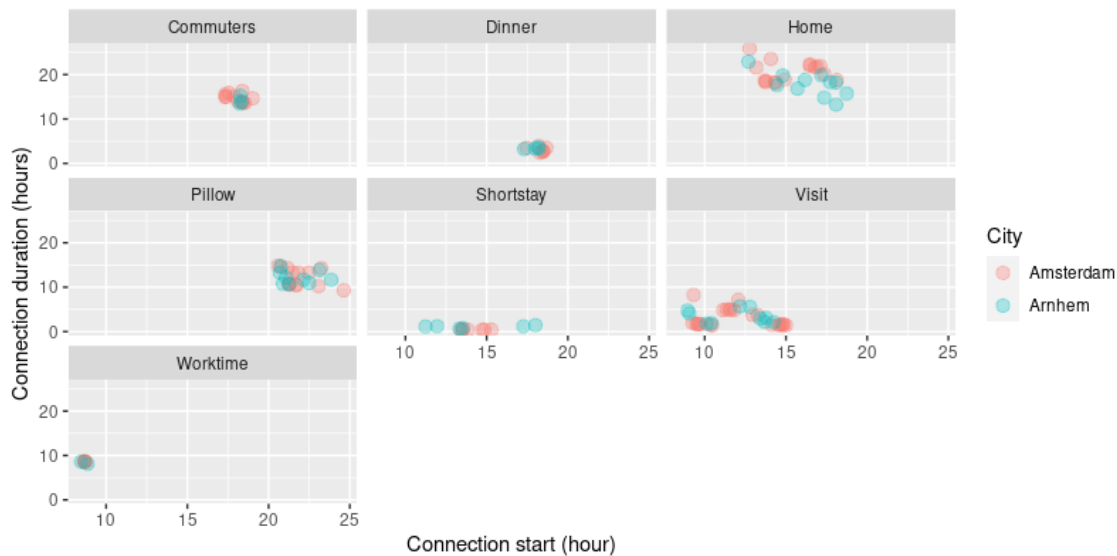 Commuters
Dinner
Home
20
10
0
Pillow
Shortstay
Visit
20
10
0
10
15
20
25
10
15
20
25
Worktime
20
10
0
10
15
20
25
Connection duration (hours)
Connection start (hour)
City
Amsterdam
Arnhem